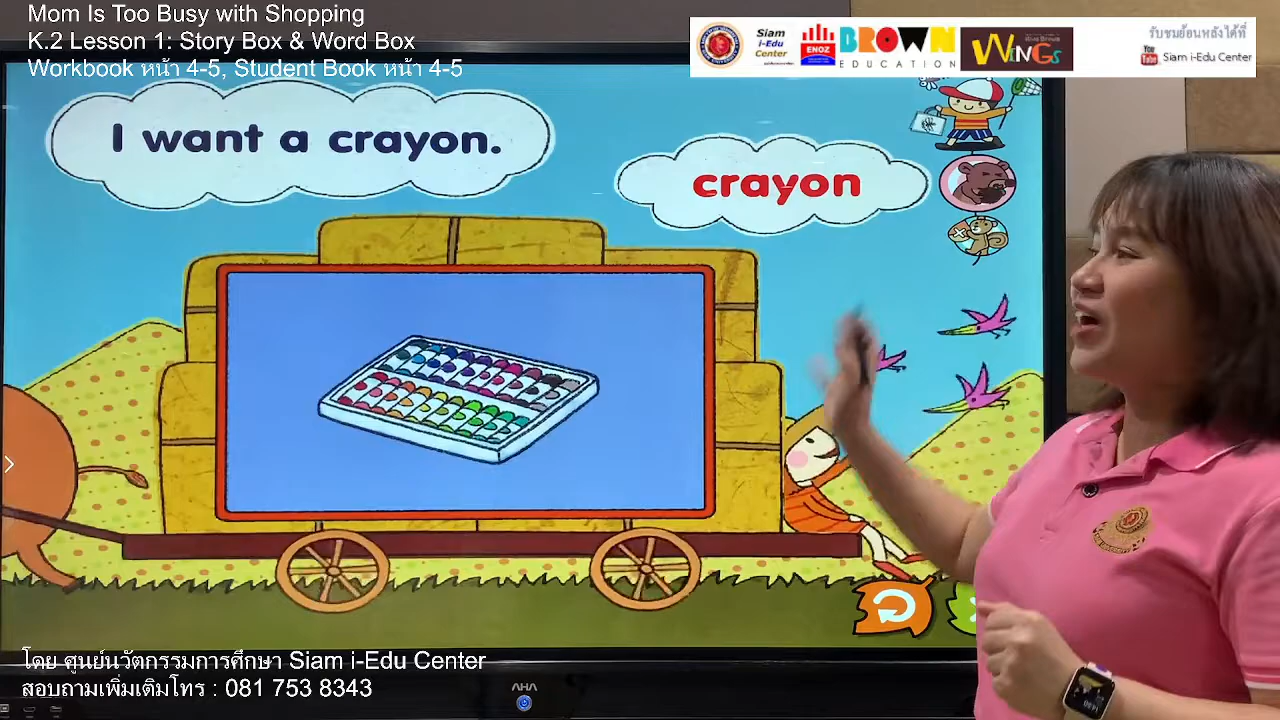 Mom Is Too Busy with Shopping
K.2 Lesson 1: Story Box & Word Box
Workbook หน้า 4-5, Student Book หน้า 4-5
Siam
i-Edu
Center
ENOZ
BROWN
EDUCATION
WINGS
รับชมย้อนหลังได้ที่
You Tube Siam i-Edu Center
I want a crayon.
crayon
โดย ศูนย์นวัตกรรมการศึกษา Siam i-Edu Center
สอบถามเพิ่มเติมโทร : 081 753 8343
AHA